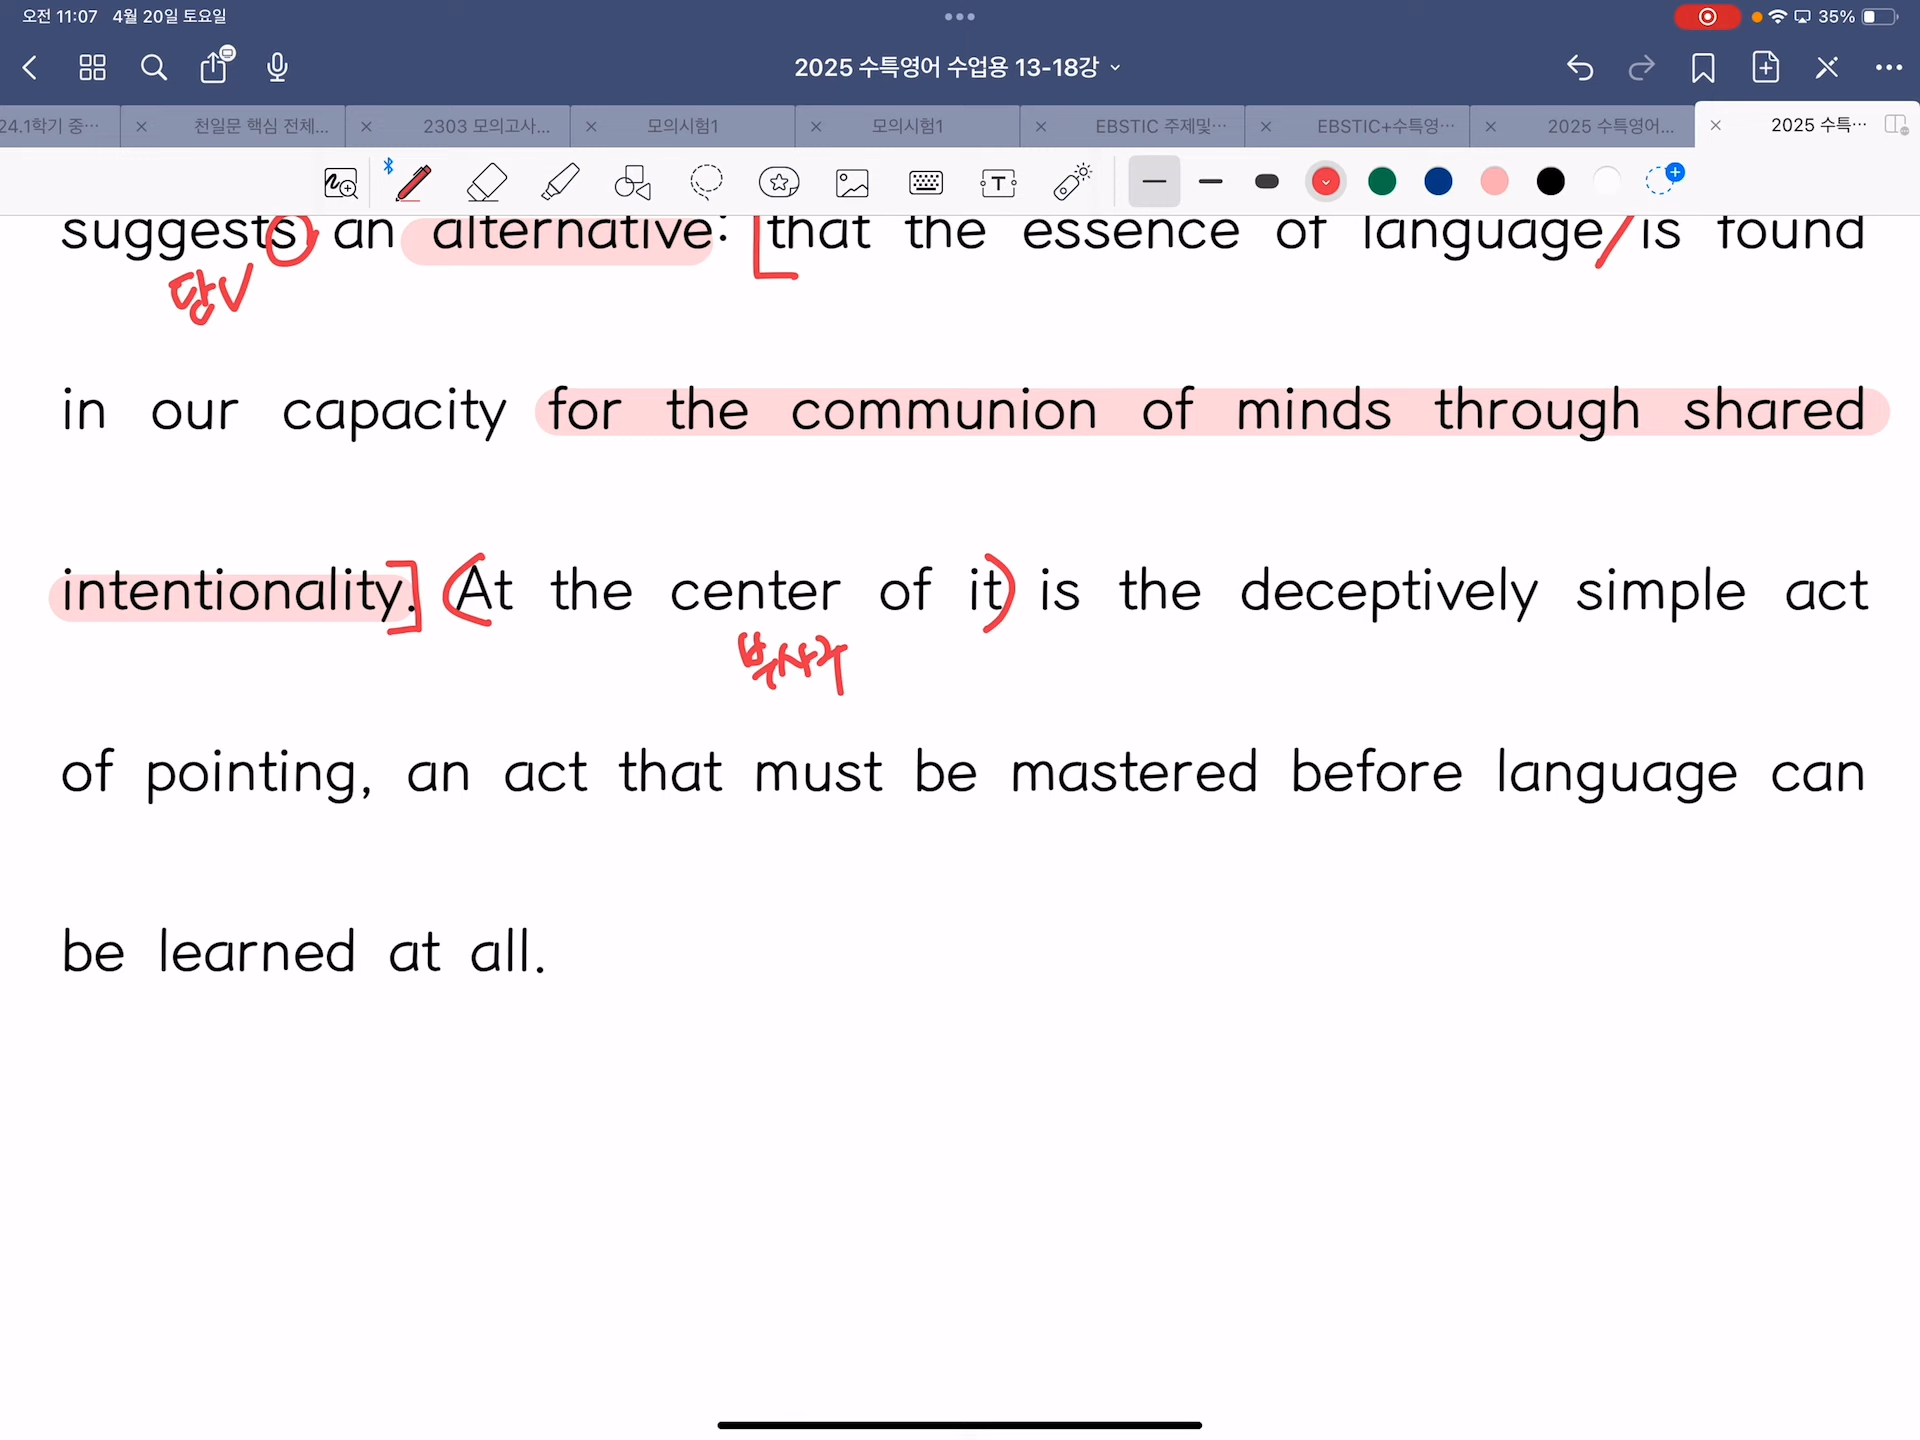 오전 11:07 4월 20일 토요일
35%
2025 수특영어 수업용 13-18강
24.1학기 중…
천일문 핵심 전체...
2303 모의고사...
모의시험1
모의시험1
EBSTIC 주제및…
EBSTIC+수특영…
2025 수특영어...
2025 수특…
suggests an alternative: [that the essence of language/ is found
당V
in our capacity for the communion of minds through shared
intentionality.] (At the center of it) is the deceptively simple act
부사구
of pointing, an act that must be mastered before language can
be learned at all.